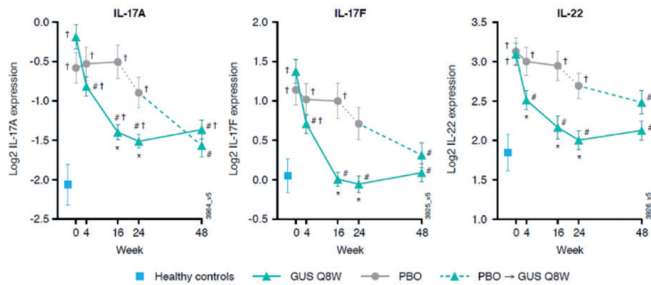 IL-17A
IL-17F
IL-22
Log2 IL-17A expression
0.0
-0.5
-1.0
-1.5
-2.0
-2.5
† † † † #† #† #† #† # * *
0 4 16 24 48
Week
3964_v5
Log2 IL-17F expression
2.0
1.5
1.0
0.5
0.0
-0.5
† † † † #† # # # # * *
0 4 16 24 48
Week
3925_v5
Log2 IL-22 expression
3.5
3.0
2.5
2.0
1.5
1.0
† † † † † # # # # # * * *
0 4 16 24 48
Week
3926_v5
Healthy controls GUS Q8W PBO PBO → GUS Q8W